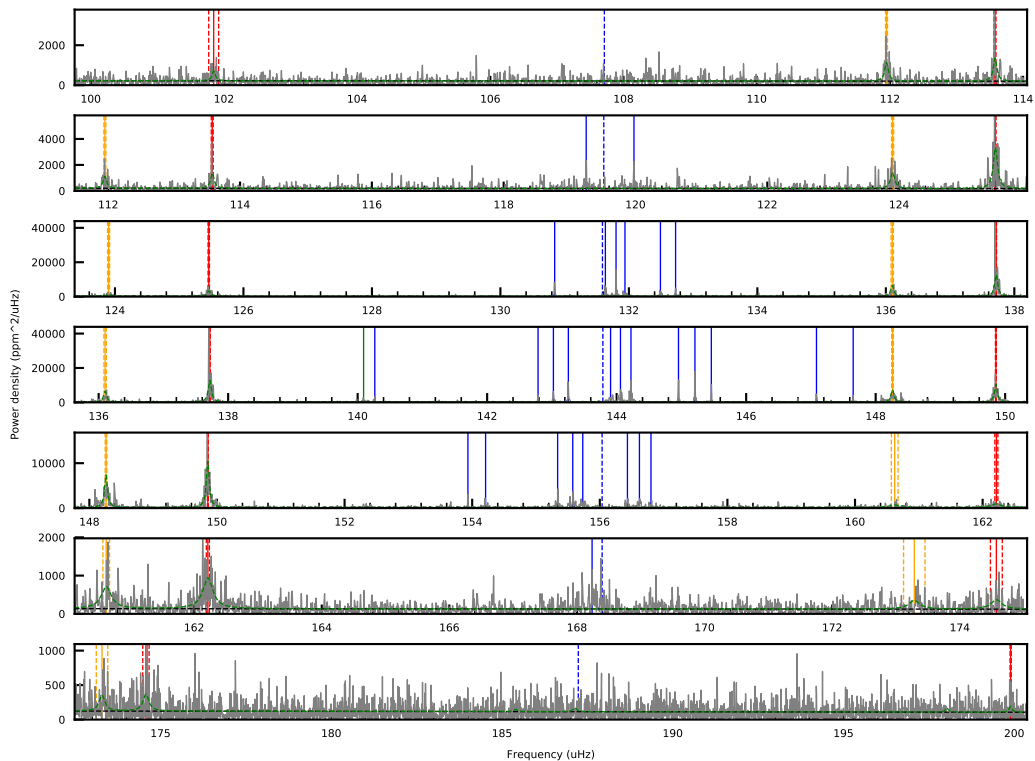 2000
0
100 102 104 106 108 110 112 114
4000
2000
0
112 114 116 118 120 122 124
40000
20000
0
124 126 128 130 132 134 136 138
Power density (ppm^2/uHz)
40000
20000
0
136 138 140 142 144 146 148 150
10000
0
148 150 152 154 156 158 160 162
2000
1000
0
162 164 166 168 170 172 174
1000
500
0
175 180 185 190 195 200
Frequency (uHz)